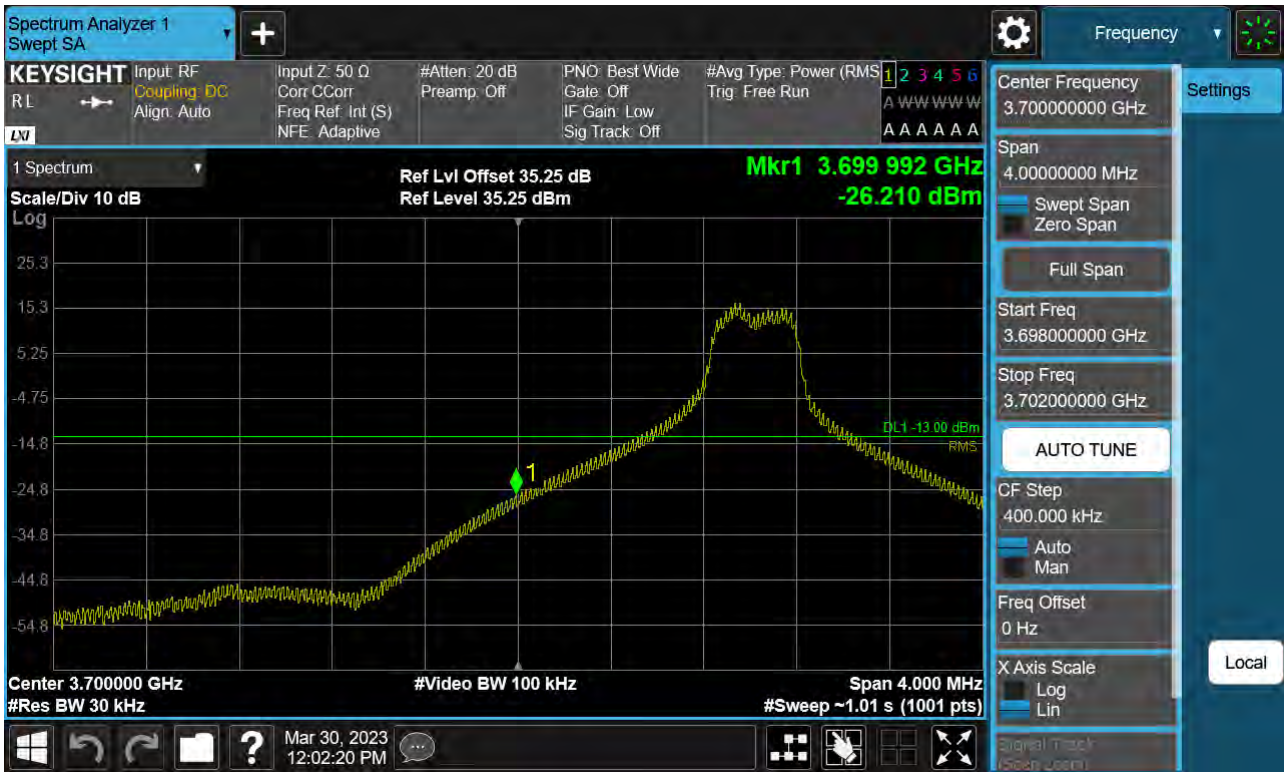 Spectrum Analyzer 1
Swept SA
+
Frequency
KEYSIGHT
RL
LXI
Input: RF
Coupling: DC
Align: Auto
Input Z: 50 Ω
Corr CCorr
Freq Ref: Int (S)
NFE: Adaptive
#Atten: 20 dB
Preamp: Off
PNO: Best Wide
Gate: Off
IF Gain: Low
Sig Track: Off
#Avg Type: Power (RMS
Trig: Free Run
1 2 3 4 5 6
A W W W W W
A A A A A A
1 Spectrum
Scale/Div 10 dB
Log
Ref Lvl Offset 35.25 dB
Ref Level 35.25 dBm
Mkr1 3.699 992 GHz
-26.210 dBm
25.3
15.3
5.25
-4.75
-14.8
-24.8
-34.8
-44.8
-54.8
1
DL1 -13.00 dBm
RMS
Center 3.700000 GHz
#Res BW 30 kHz
#Video BW 100 kHz
Span 4.000 MHz
#Sweep ~1.01 s (1001 pts)
Center Frequency
3.700000000 GHz
Span
4.00000000 MHz
Swept Span
Zero Span
Full Span
Start Freq
3.698000000 GHz
Stop Freq
3.702000000 GHz
AUTO TUNE
CF Step
400.000 kHz
Auto
Man
Freq Offset
0 Hz
X Axis Scale
Log
Lin
Signal Track
(Span Zoom)
Settings
Local
?
Mar 30, 2023
12:02:20 PM